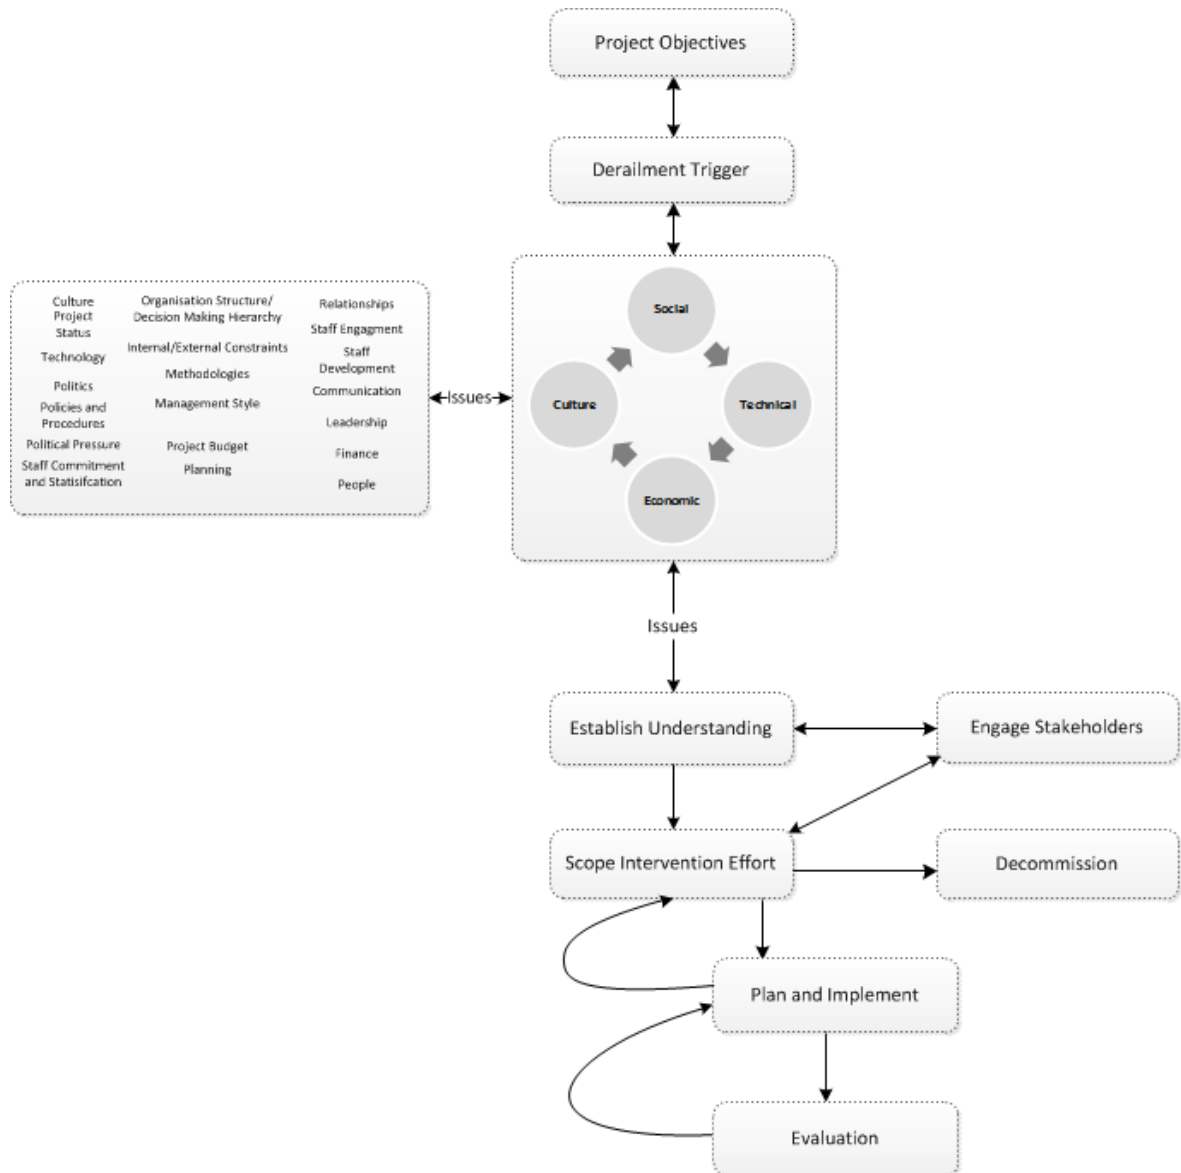 Project Objectives
Derailment Trigger
Culture
Project
Status
Technology
Politics
Policies and
Procedures
Political Pressure
Staff Commitment
and Statisifcation
Organisation Structure/
Decision Making Hierarchy
Internal/External Constraints
Methodologies
Management Style
Project Budget
Planning
Relationships
Staff Engagment
Staff
Development
Communication
Leadership
Finance
People
Issues
Social
Culture
Technical
Economic
Issues
Establish Understanding
Engage Stakeholders
Scope Intervention Effort
Decommission
Plan and Implement
Evaluation